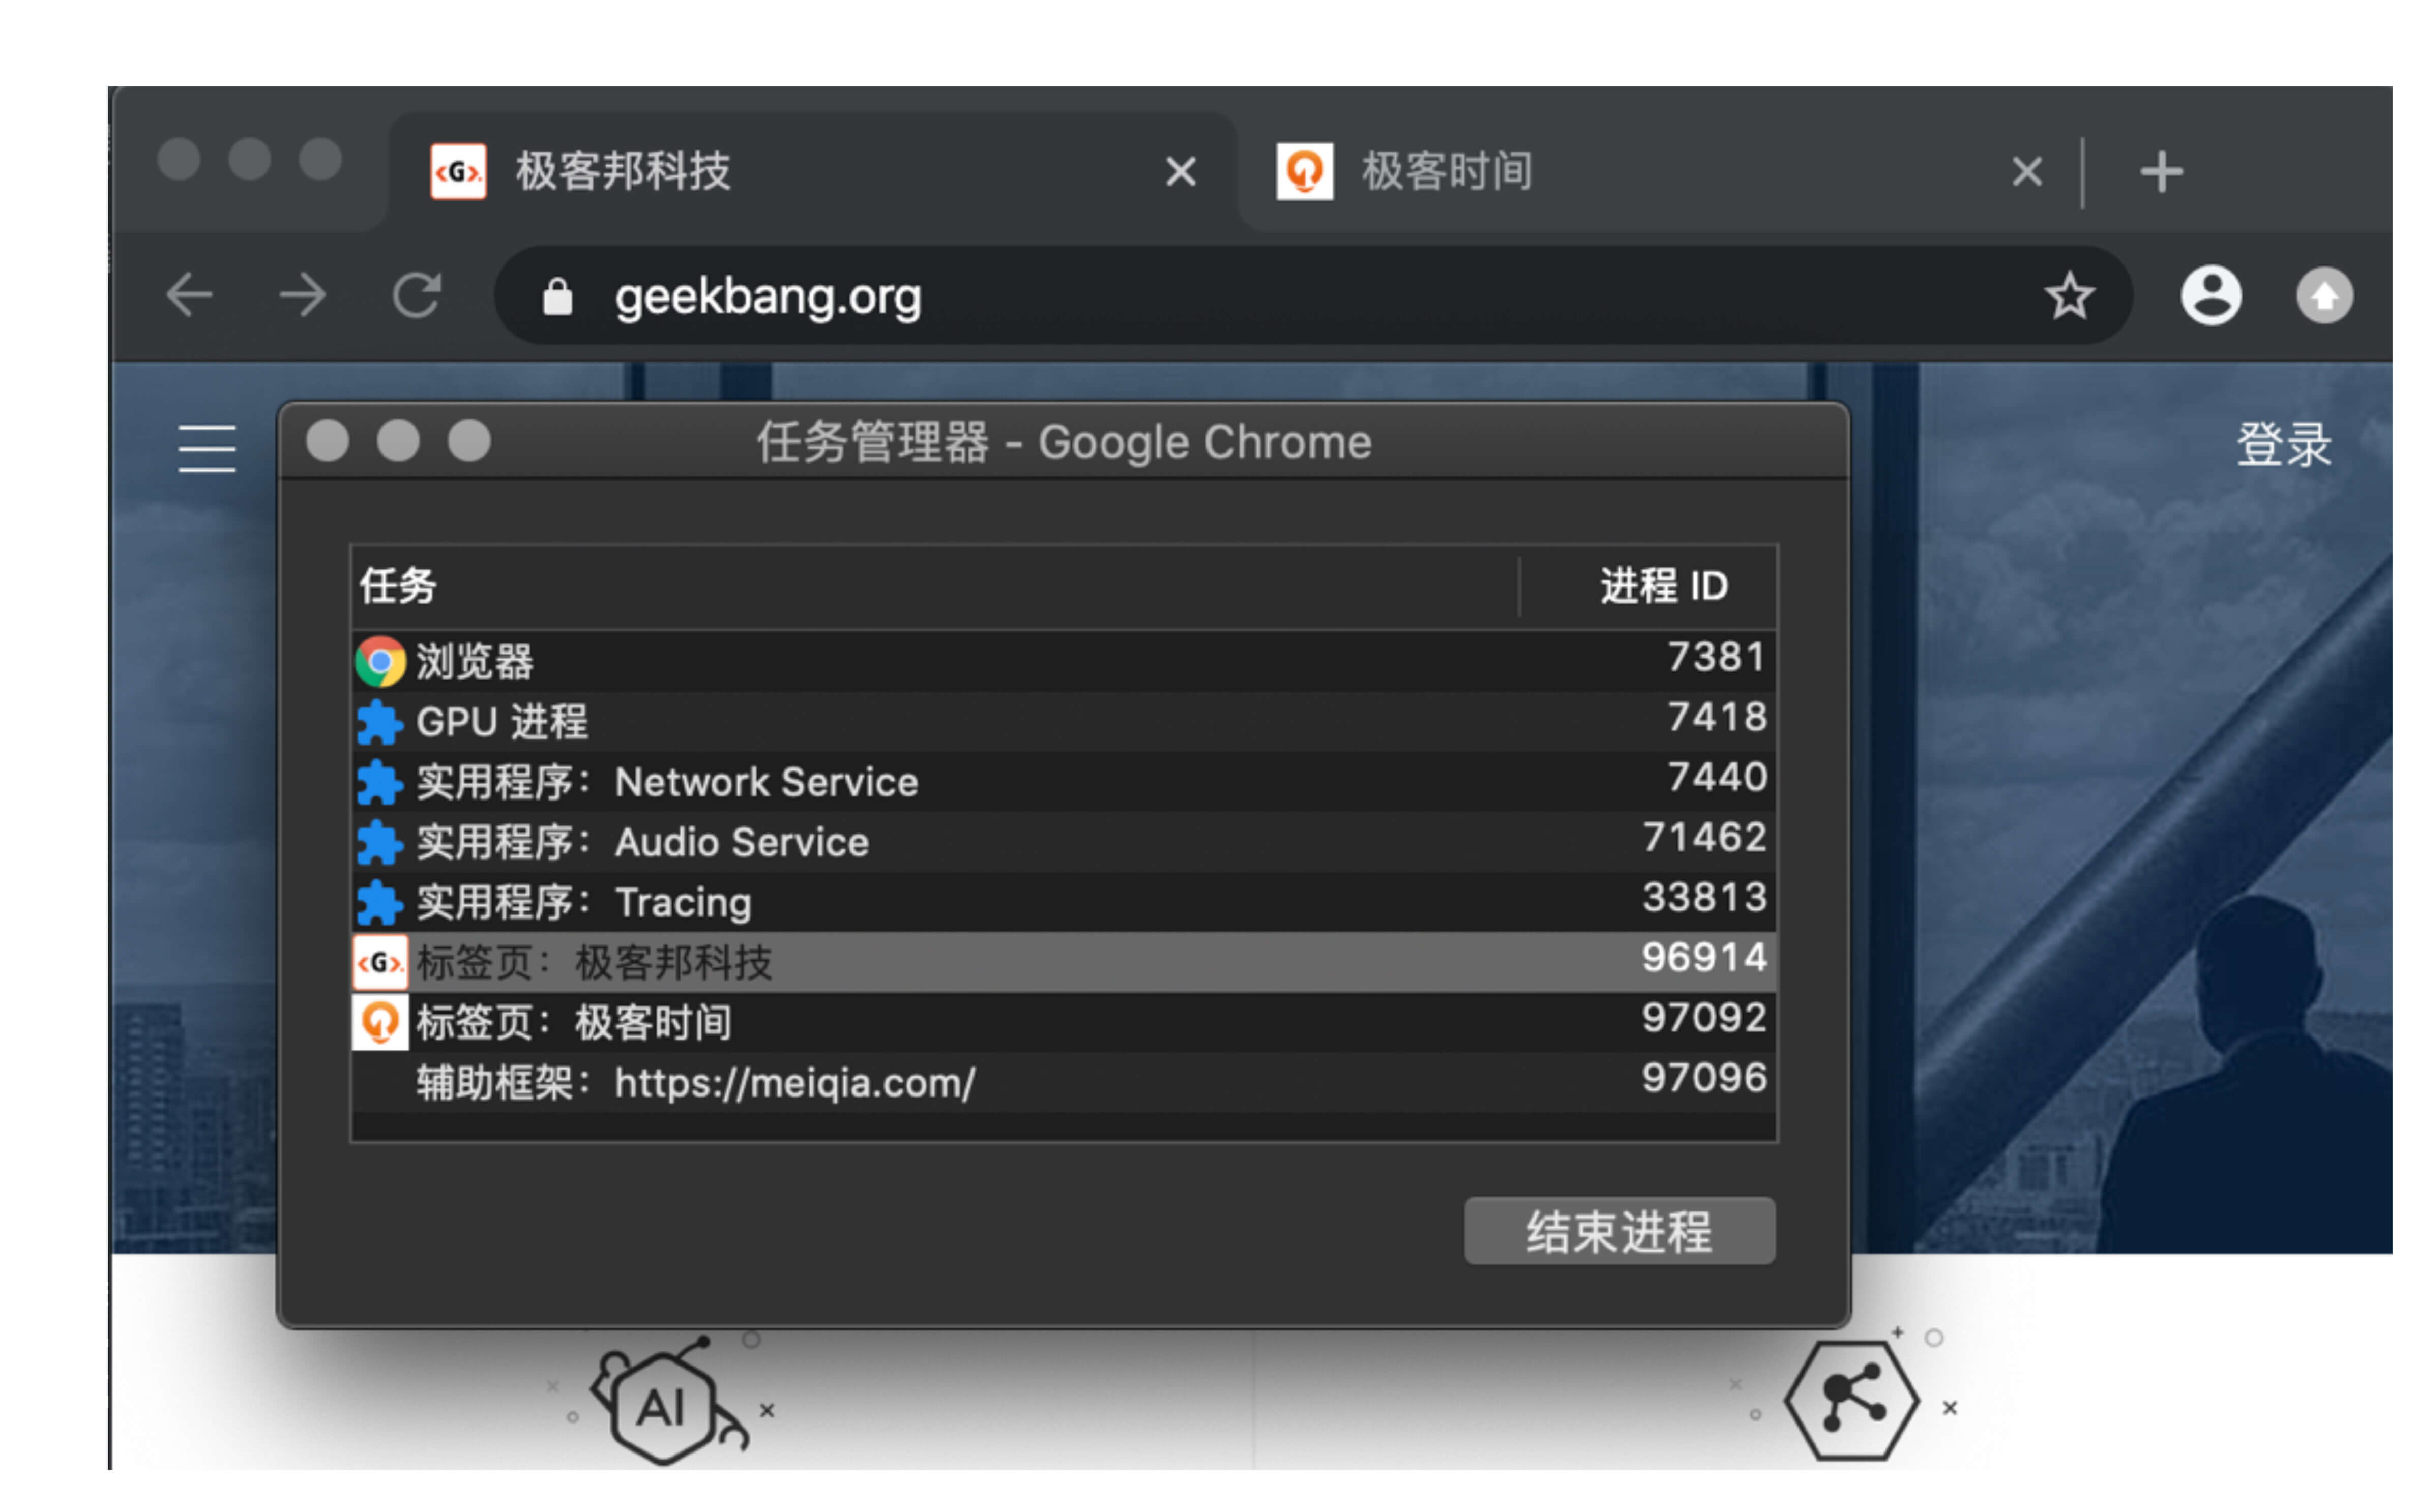 <G>. 极客邦科技 极客时间
geekbang.org
登录
任务管理器 - Google Chrome
任务 进程 ID
浏览器 7381
GPU 进程 7418
实用程序：Network Service 7440
实用程序：Audio Service 71462
实用程序：Tracing 33813
<G>. 标签页：极客邦科技 96914
标签页：极客时间 97092
辅助框架：https://meiqia.com/ 97096
结束进程
AI